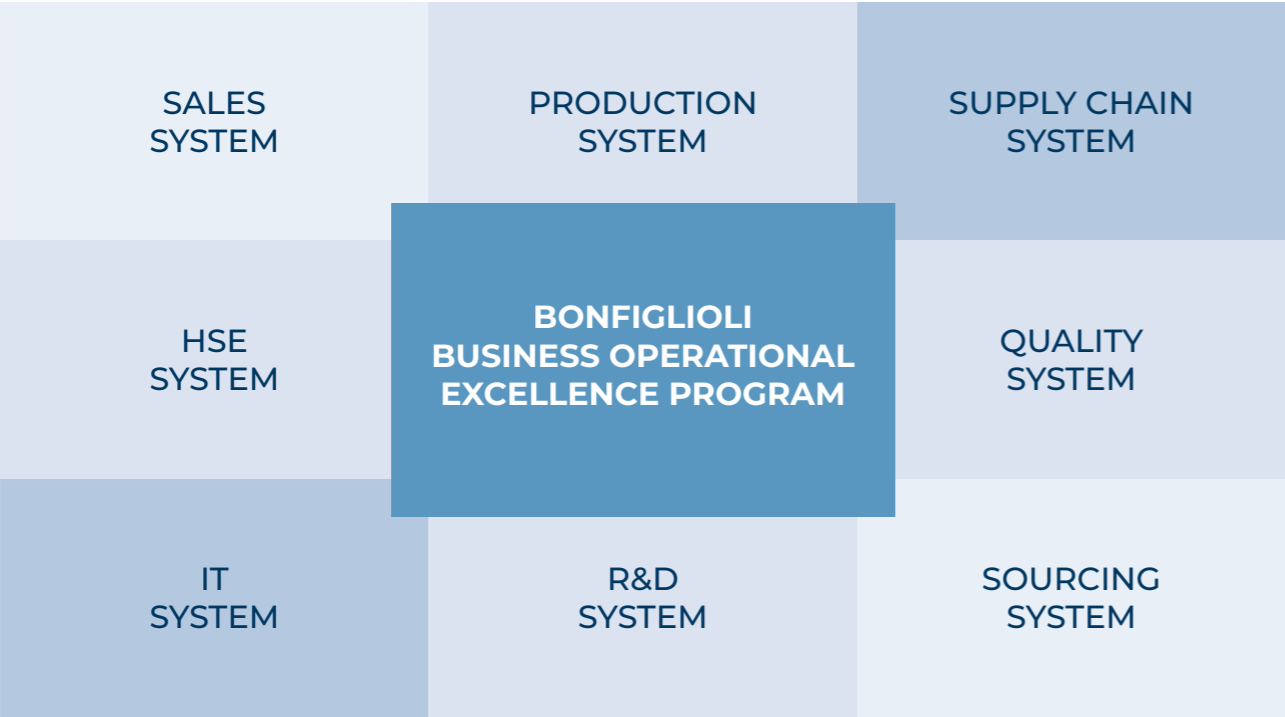 SALES
SYSTEM
PRODUCTION
SYSTEM
SUPPLY CHAIN
SYSTEM
HSE
SYSTEM
BONFIGLIOLI
BUSINESS OPERATIONAL
EXCELLENCE PROGRAM
QUALITY
SYSTEM
IT
SYSTEM
R&D
SYSTEM
SOURCING
SYSTEM